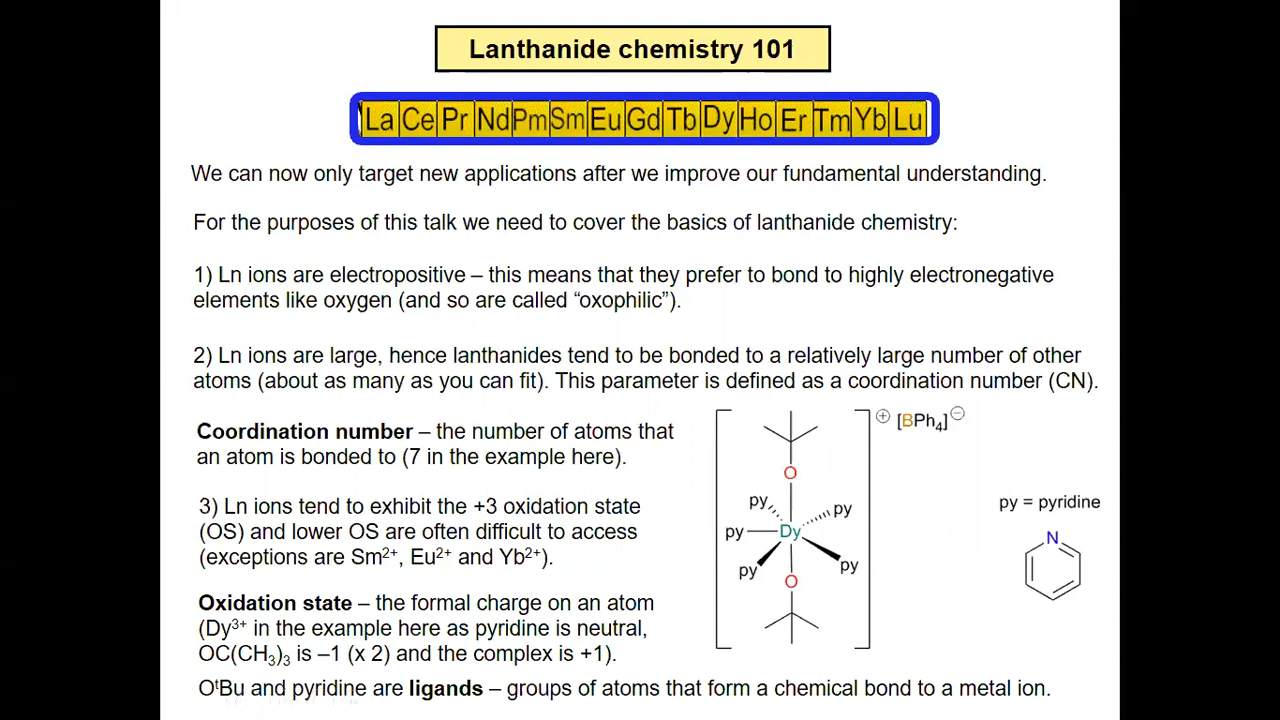 Lanthanide chemistry 101
La Ce Pr Nd Pm Sm Eu Gd Tb Dy Ho Er Tm Yb Lu
We can now only target new applications after we improve our fundamental understanding.
For the purposes of this talk we need to cover the basics of lanthanide chemistry:
1) Ln ions are electropositive – this means that they prefer to bond to highly electronegative
elements like oxygen (and so are called “oxophilic”).
2) Ln ions are large, hence lanthanides tend to be bonded to a relatively large number of other
atoms (about as many as you can fit). This parameter is defined as a coordination number (CN).
Coordination number – the number of atoms that
an atom is bonded to (7 in the example here).
3) Ln ions tend to exhibit the +3 oxidation state
(OS) and lower OS are often difficult to access
(exceptions are Sm²⁺, Eu²⁺ and Yb²⁺).
Oxidation state – the formal charge on an atom
(Dy³⁺ in the example here as pyridine is neutral,
OC(CH₃)₃ is –1 (x 2) and the complex is +1).
⊕ [BPh₄]⊖
O
py py
py Dy
py py
O
py = pyridine
N
OᵗBu and pyridine are ligands – groups of atoms that form a chemical bond to a metal ion.